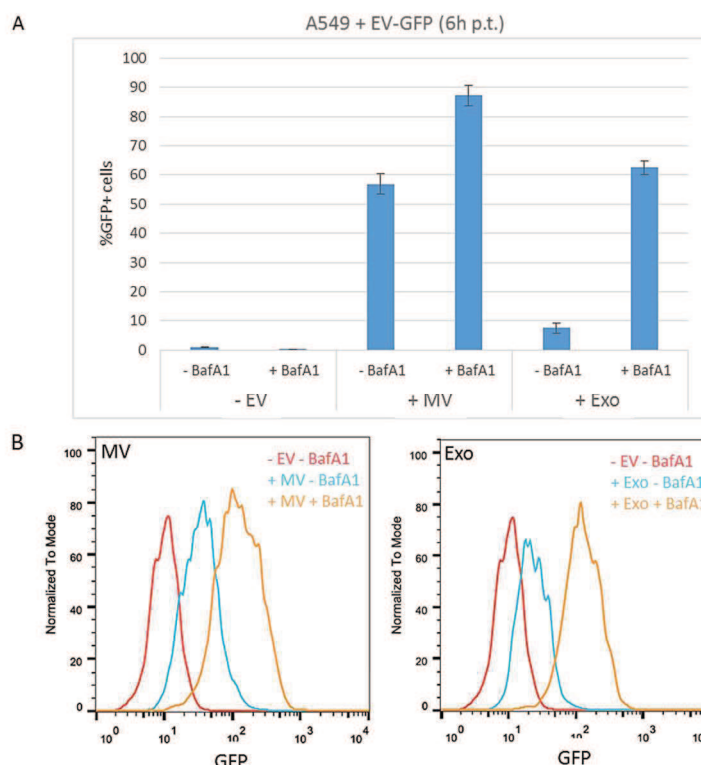 A
A549 + EV-GFP (6h p.t.)
%GFP+ cells
100
90
80
70
60
50
40
30
20
10
0
- BafA1 + BafA1 - BafA1 + BafA1 - BafA1 + BafA1
- EV + MV + Exo
B
MV
- EV - BafA1
+ MV - BafA1
+ MV + BafA1
Normalized To Mode
100
80
60
40
20
0
10⁰ 10¹ 10² 10³ 10⁴
GFP
Exo
- EV - BafA1
+ Exo - BafA1
+ Exo + BafA1
Normalized To Mode
100
80
60
40
20
0
10⁰ 10¹ 10² 10³
GFP